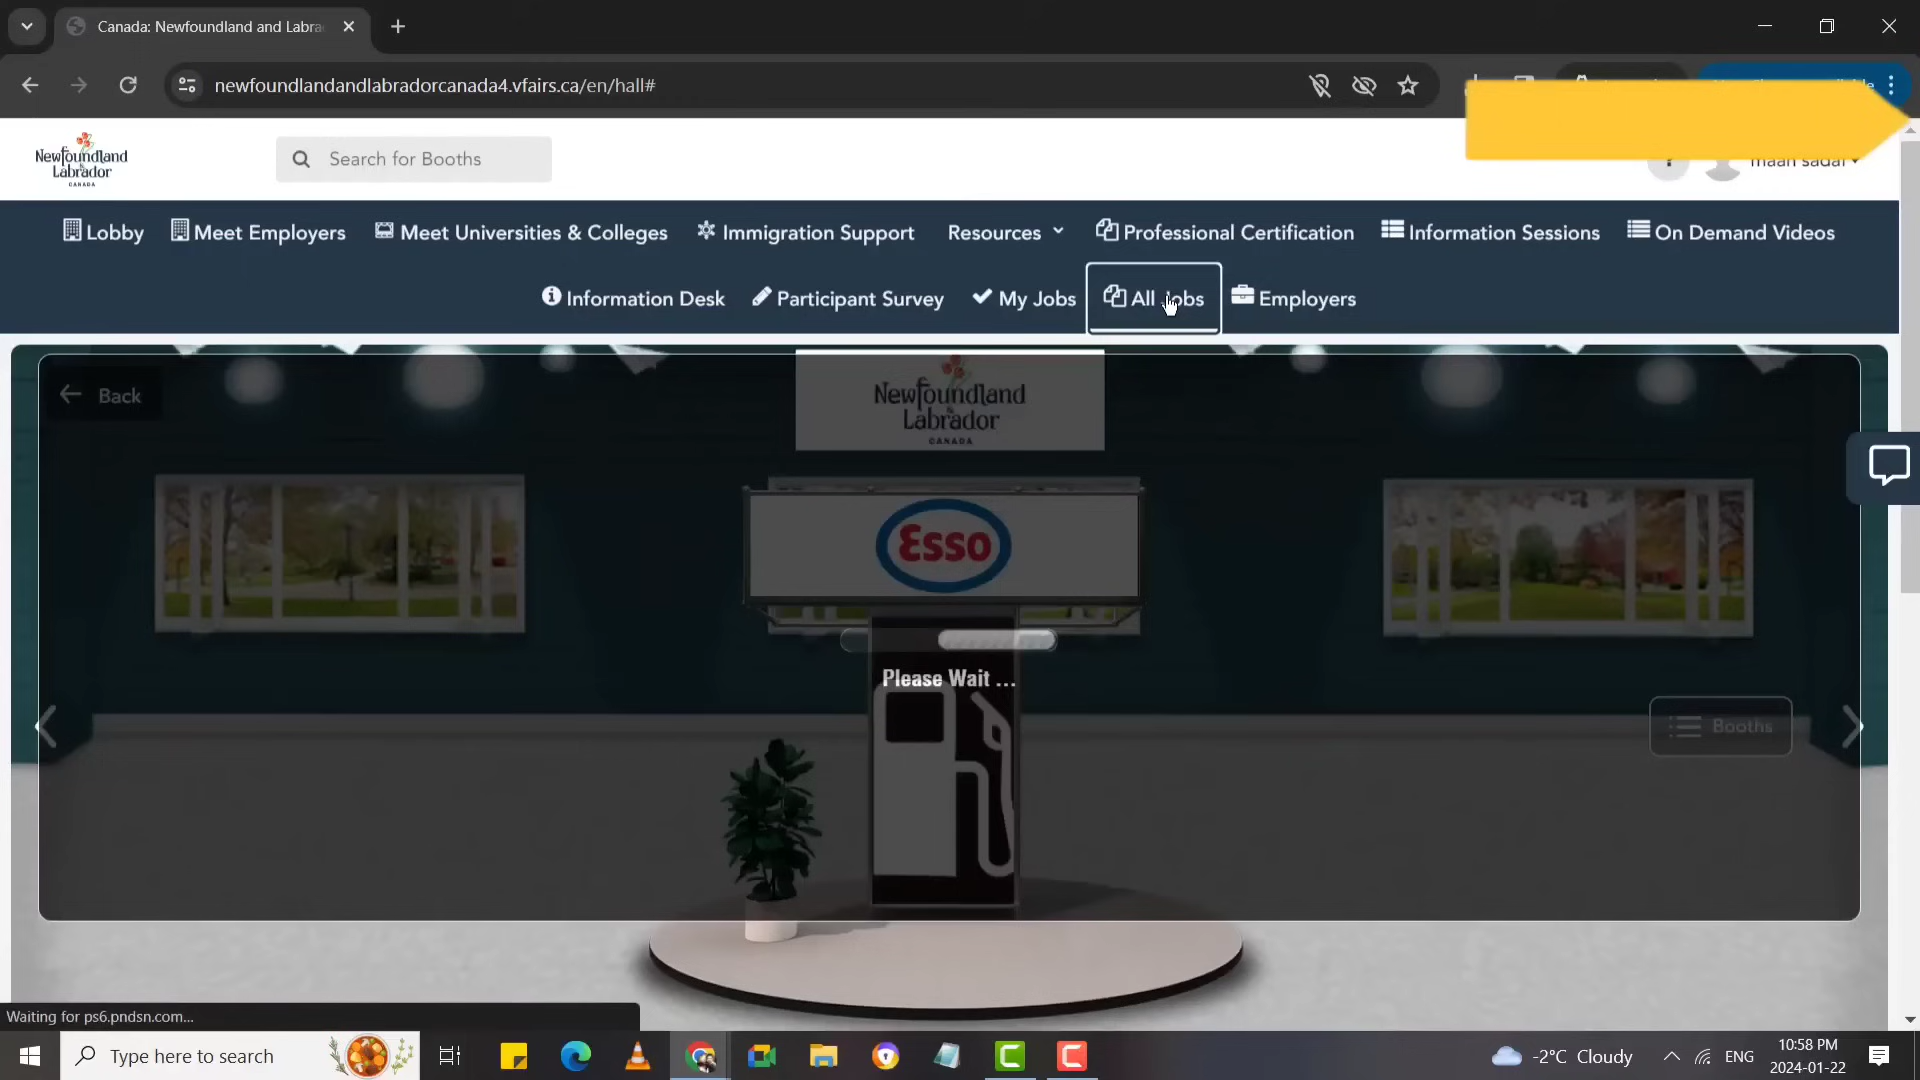 Canada: Newfoundland and Labra
newfoundlandandlabradorcanada4.vfairs.ca/en/hall#
Newfoundland
Labrador
CANADA
Search for Booths
?
maan sadat
Lobby
Meet Employers
Meet Universities & Colleges
Immigration Support
Resources
Professional Certification
Information Sessions
On Demand Videos
Information Desk
Participant Survey
My Jobs
All Jobs
Employers
Back
Newfoundland
Labrador
CANADA
Esso
Please Wait ...
Booths
Waiting for ps6.pndsn.com...
Type here to search
-2°C Cloudy
ENG
10:58 PM
2024-01-22